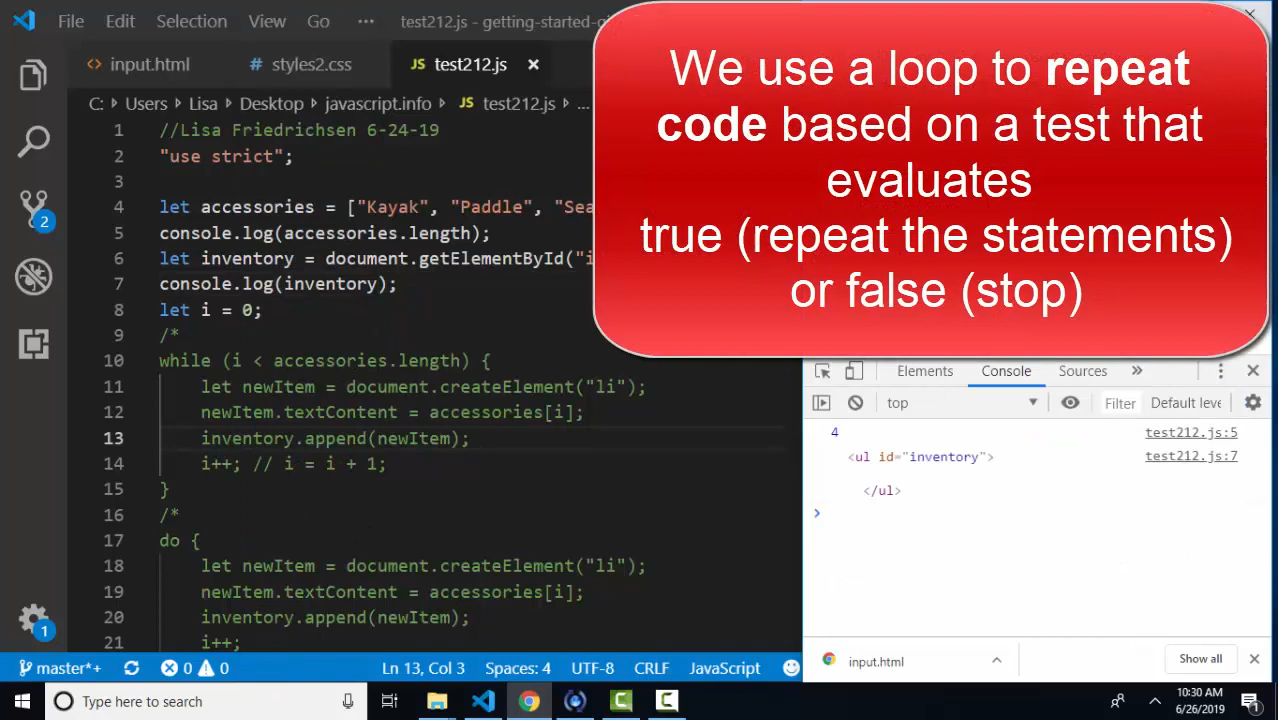 File Edit Selection View Go ··· test212.js - getting-started-
We use a loop to repeat
code based on a test that
evaluates
true (repeat the statements)
or false (stop)
input.html styles2.css JS test212.js
C: Users Lisa Desktop javascript.info JS test212.js ...
1 //Lisa Friedrichsen 6-24-19
2 "use strict";
3
4 let accessories = ["Kayak", "Paddle", "Sea
5 console.log(accessories.length);
6 let inventory = document.getElementById("i
7 console.log(inventory);
8 let i = 0;
9 /*
10 while (i < accessories.length) {
11 let newItem = document.createElement("li");
12 newItem.textContent = accessories[i];
13 inventory.append(newItem);
14 i++; // i = i + 1;
15 }
16 /*
17 do {
18 let newItem = document.createElement("li");
19 newItem.textContent = accessories[i];
20 inventory.append(newItem);
21 i++;
2
1
Elements Console Sources »
top Filter Default leve
4 test212.js:5
<ul id="inventory"> test212.js:7
</ul>
input.html Show all
master*+ 0 0 Ln 13, Col 3 Spaces: 4 UTF-8 CRLF JavaScript
Type here to search
10:30 AM
6/26/2019
1